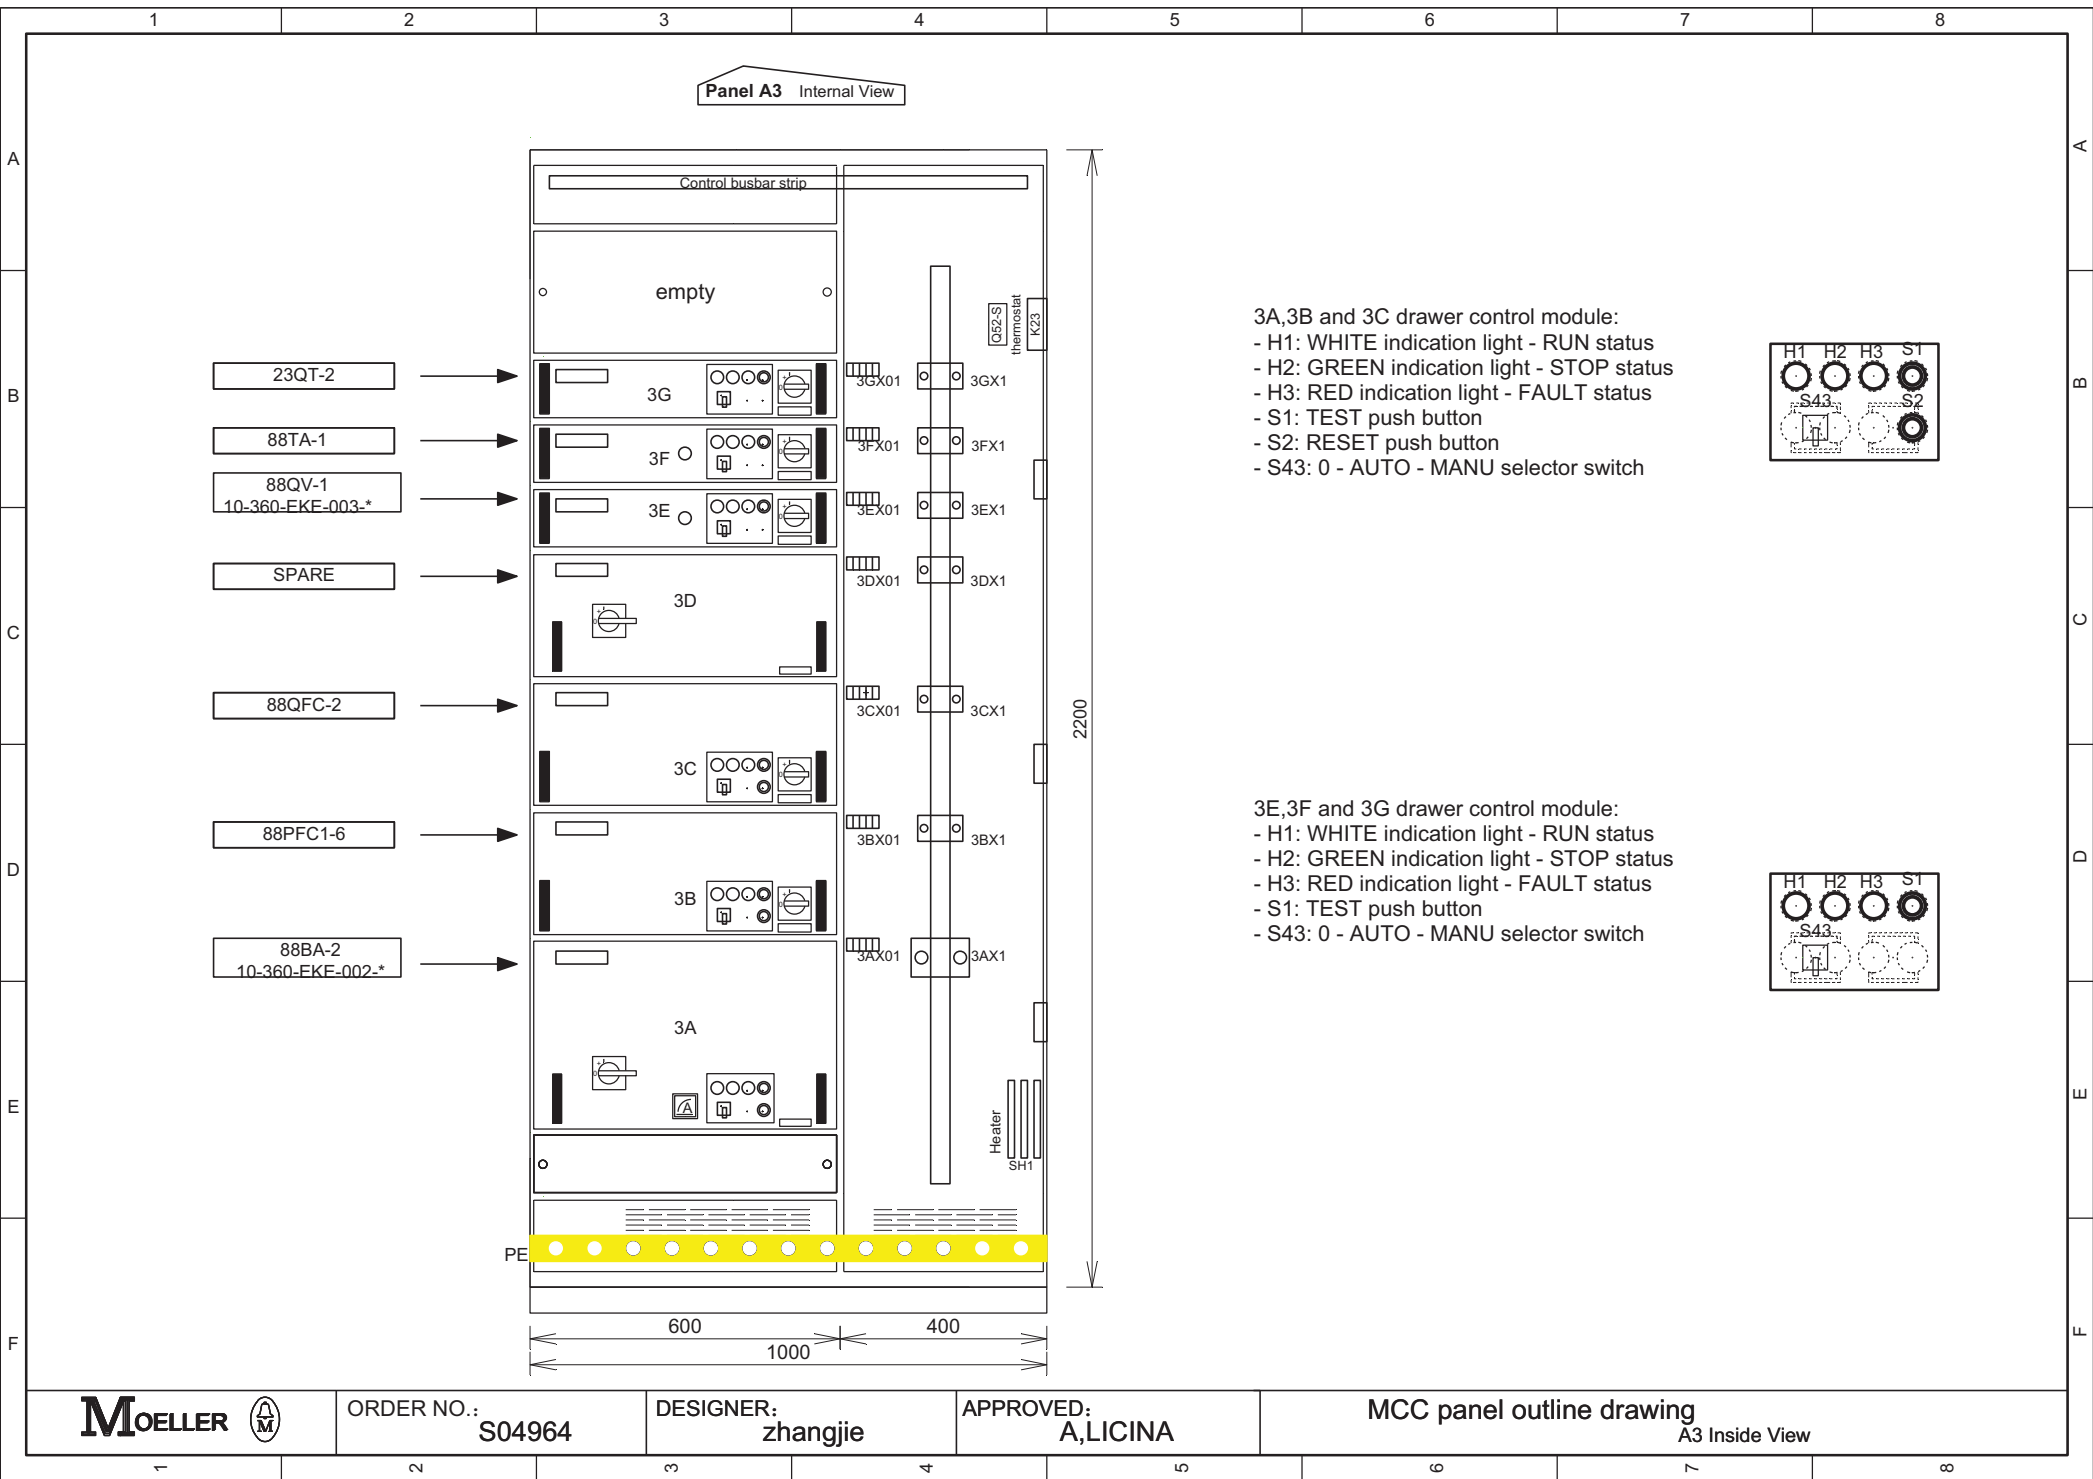 1 2 3 4 5 6 7 8
Panel A3 Internal View
A A
Control busbar strip
empty
Q52-S
thermostat
K23
B B
23QT-2
3G
3GX01
3GX1
88TA-1
3F
3FX01
3FX1
88QV-1
10-360-EKE-003-*
3E
3EX01
3EX1
SPARE
3D
3DX01
3DX1
C C
88QFC-2
3C
3CX01
3CX1
2200
88PFC1-6
3B
3BX01
3BX1
D D
88BA-2
10-360-EKE-002-*
3A
3AX01
3AX1
A
E E
Heater
SH1
PE
600
400
1000
F F
3A,3B and 3C drawer control module:
- H1: WHITE indication light - RUN status
- H2: GREEN indication light - STOP status
- H3: RED indication light - FAULT status
- S1: TEST push button
- S2: RESET push button
- S43: 0 - AUTO - MANU selector switch
H1 H2 H3 S1
S43 S2
3E,3F and 3G drawer control module:
- H1: WHITE indication light - RUN status
- H2: GREEN indication light - STOP status
- H3: RED indication light - FAULT status
- S1: TEST push button
- S43: 0 - AUTO - MANU selector switch
H1 H2 H3 S1
S43
MOELLER
M
ORDER NO.:
S04964
DESIGNER:
zhangjie
APPROVED:
A,LICINA
MCC panel outline drawing
A3 Inside View
1 2 3 4 5 6 7 8